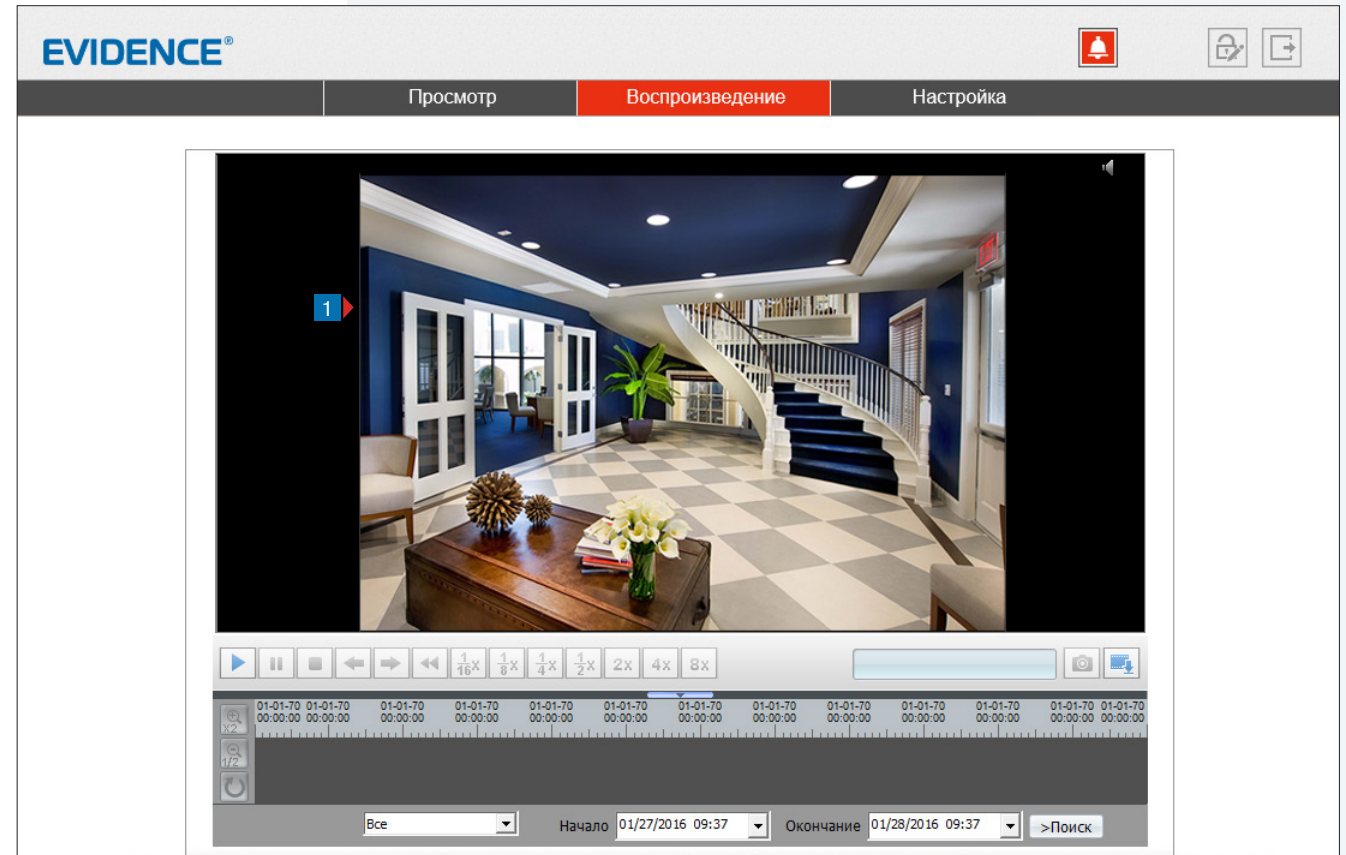 EVIDENCE®
Просмотр Воспроизведение Настройка
1
1/16x 1/8x 1/4x 1/2x 2x 4x 8x
01-01-70 01-01-70 01-01-70 01-01-70 01-01-70 01-01-70 01-01-70 01-01-70 01-01-70 01-01-70 01-01-70 01-01-70 01-01-70
00:00:00 00:00:00 00:00:00 00:00:00 00:00:00 00:00:00 00:00:00 00:00:00 00:00:00 00:00:00 00:00:00 00:00:00 00:00:00
X2
1/2
Все Начало 01/27/2016 09:37 Окончание 01/28/2016 09:37 >Поиск